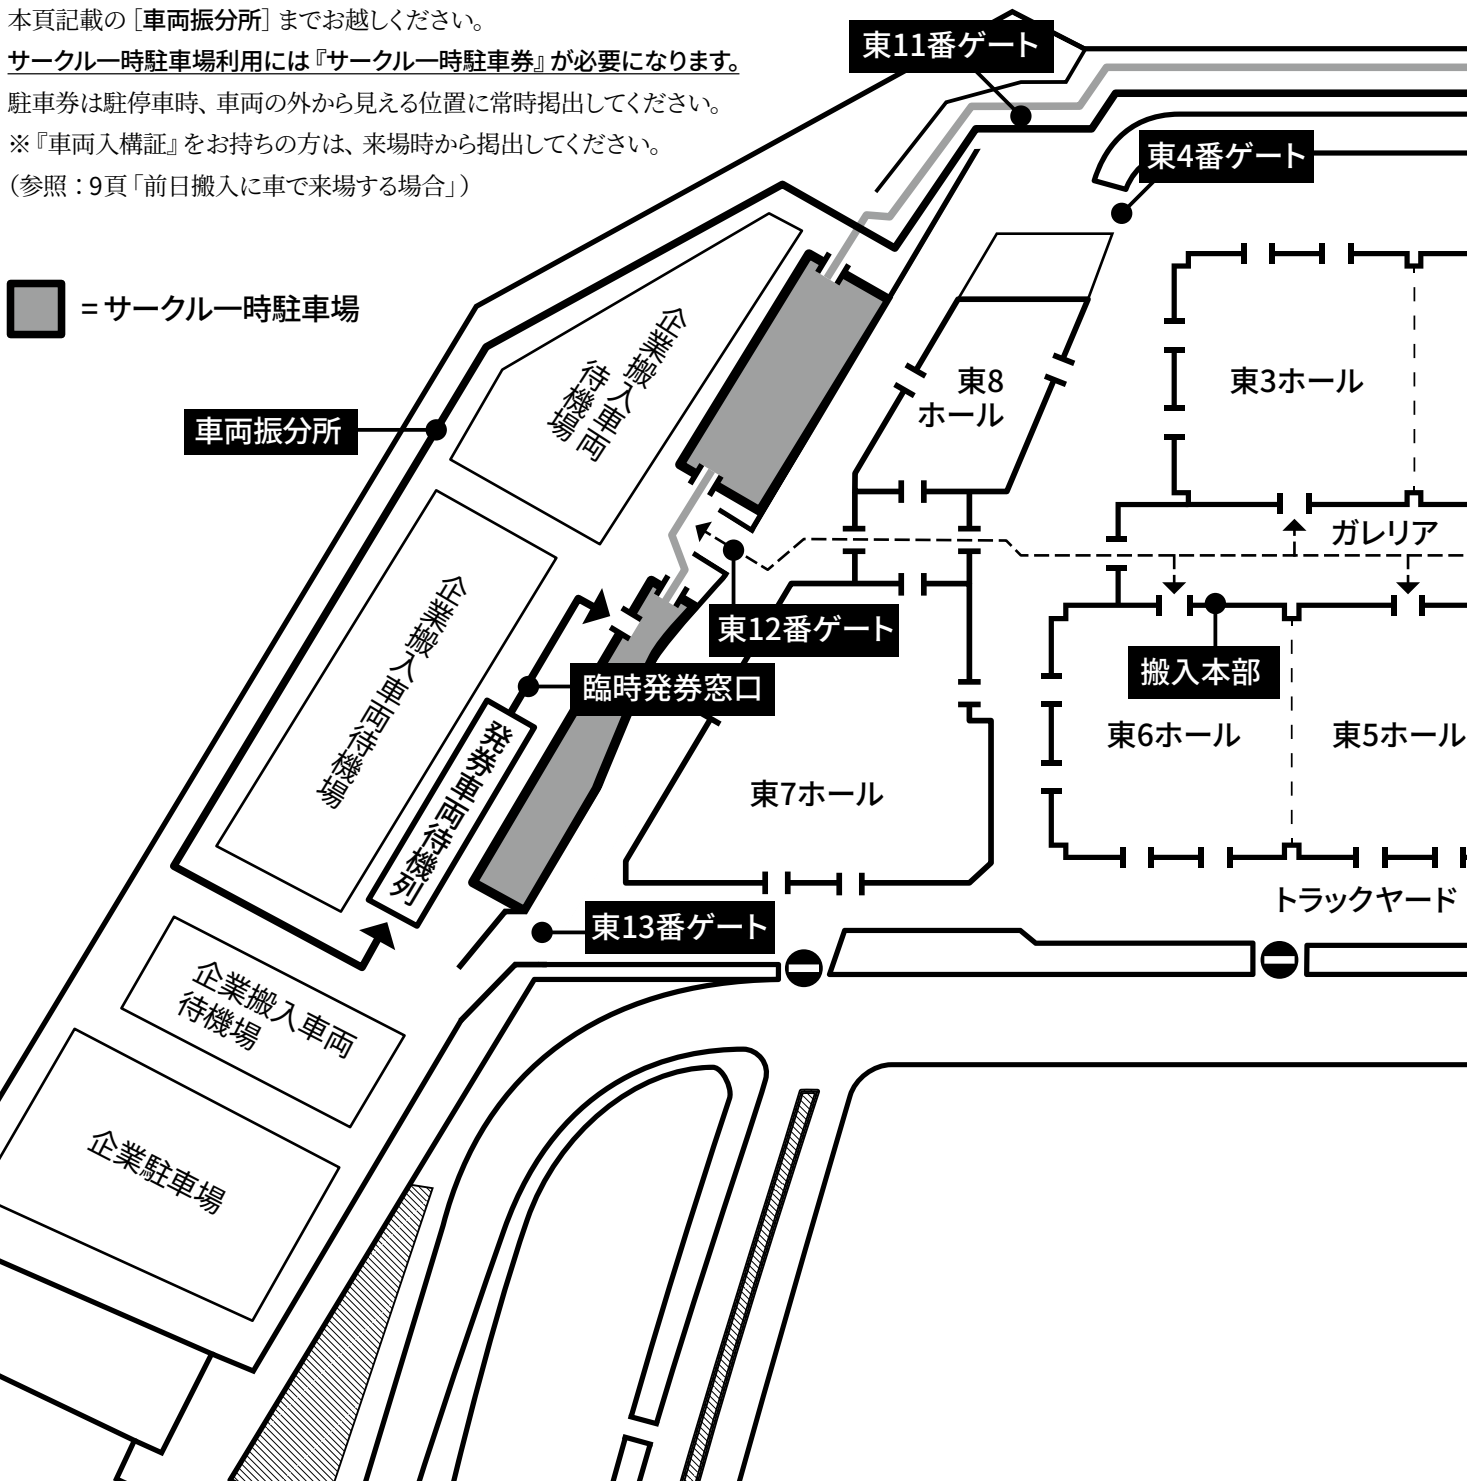 本頁記載の［車両振分所］までお越しください。
サークル一時駐車場利用には『サークル一時駐車券』が必要になります。
駐車券は駐停車時、車両の外から見える位置に常時掲出してください。
※『車両入構証』をお持ちの方は、来場時から掲出してください。
（参照：9頁「前日搬入に車で来場する場合」）
＝サークル一時駐車場
東11番ゲート
東4番ゲート
企業搬入車両
待機場
東8
ホール
東3ホール
車両振分所
ガレリア
企業搬入車両待機場
東12番ゲート
搬入本部
臨時発券窓口
発券車両待機列
東6ホール
東5ホール
東7ホール
トラックヤード
東13番ゲート
企業搬入車両
待機場
企業駐車場